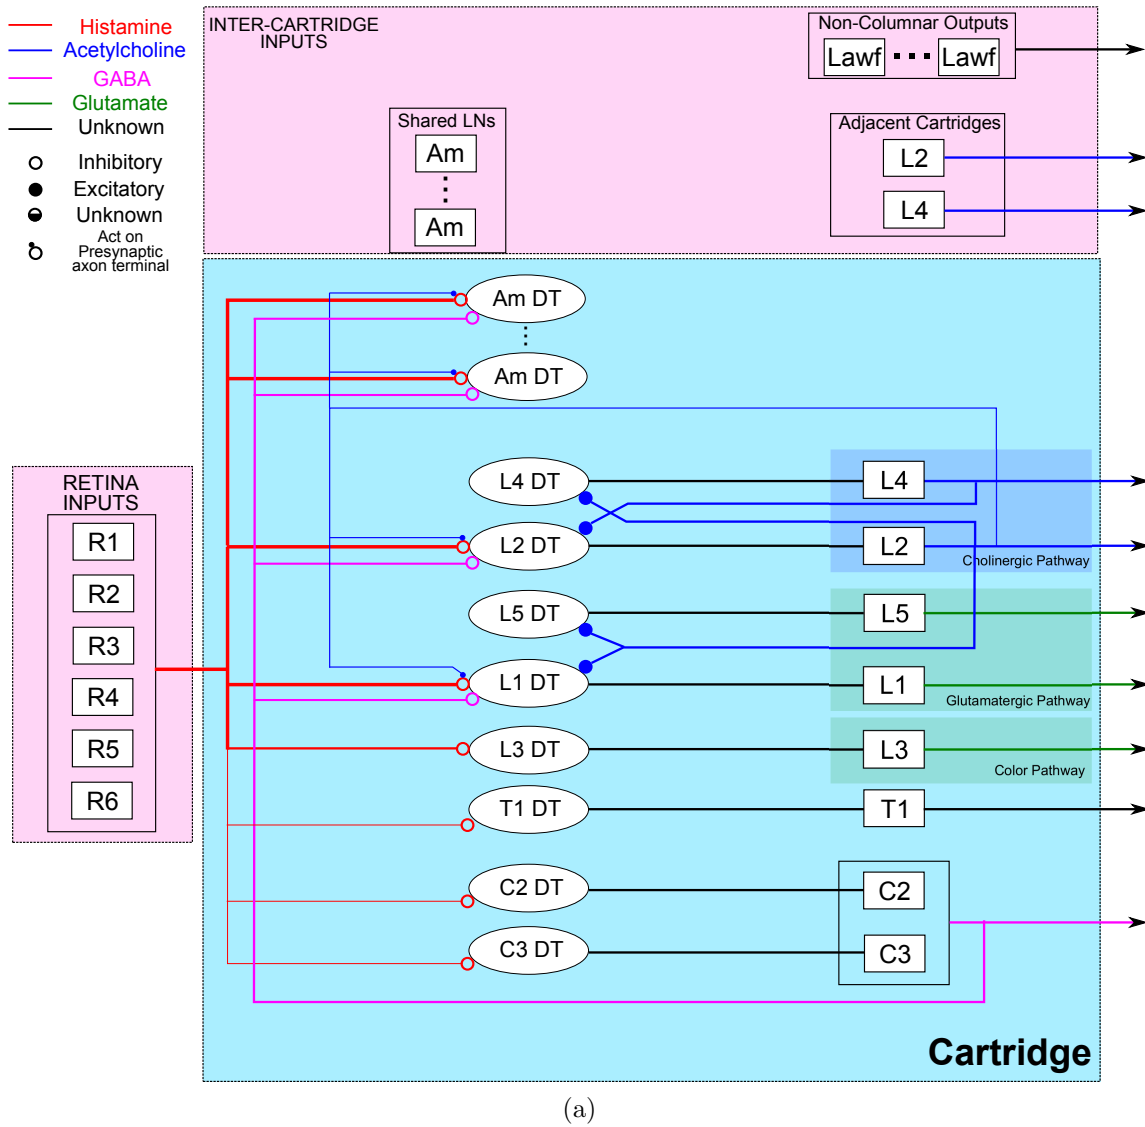 Histamine
Acetylcholine
GABA
Glutamate
Unknown
Inhibitory
Excitatory
Unknown
Act on
Presynaptic
axon terminal
INTER-CARTRIDGE
INPUTS
Non-Columnar Outputs
Lawf Lawf
Shared LNs
Am
Am
Adjacent Cartridges
L2
L4
RETINA
INPUTS
R1
R2
R3
R4
R5
R6
Am DT
Am DT
L4 DT
L4
L2 DT
L2
Cholinergic Pathway
L5 DT
L5
L1 DT
L1
Glutamatergic Pathway
L3 DT
L3
Color Pathway
T1 DT
T1
C2 DT
C2
C3 DT
C3
Cartridge
(a)